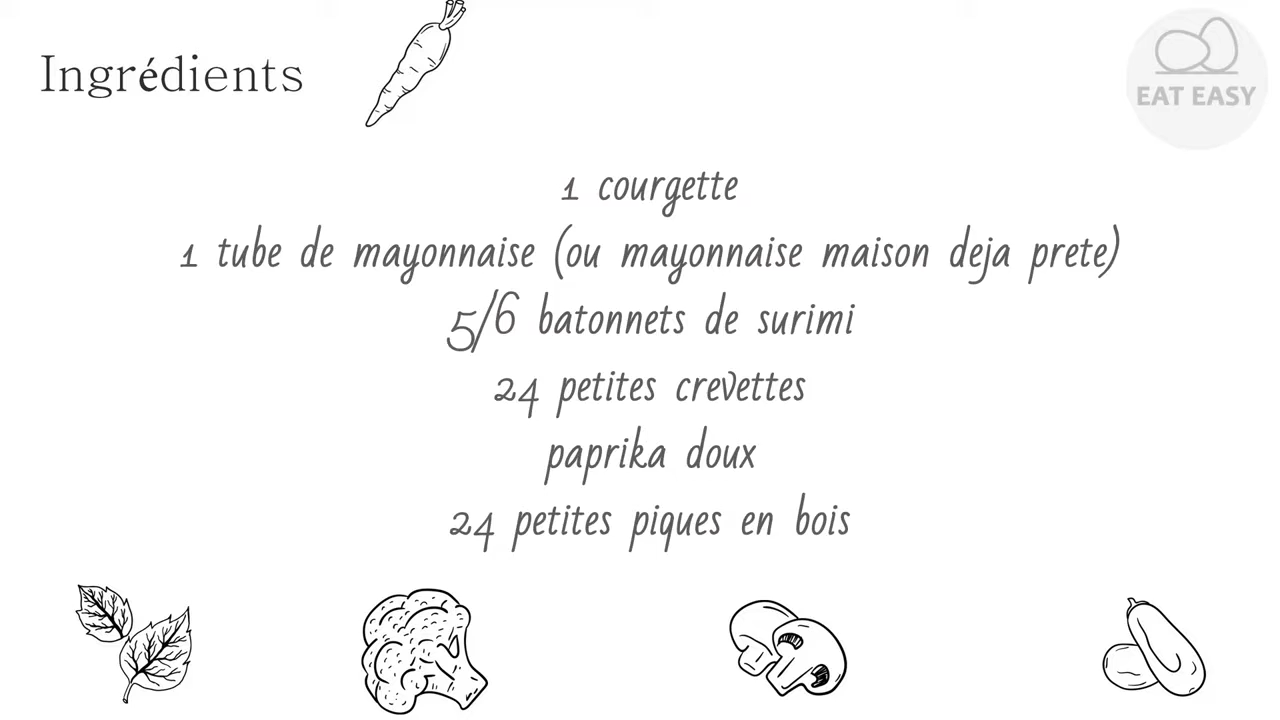 Ingrédients
EAT EASY
1 courgette
1 tube de mayonnaise (ou mayonnaise maison deja prete)
5/6 batonnets de surimi
24 petites crevettes
paprika doux
24 petites piques en bois